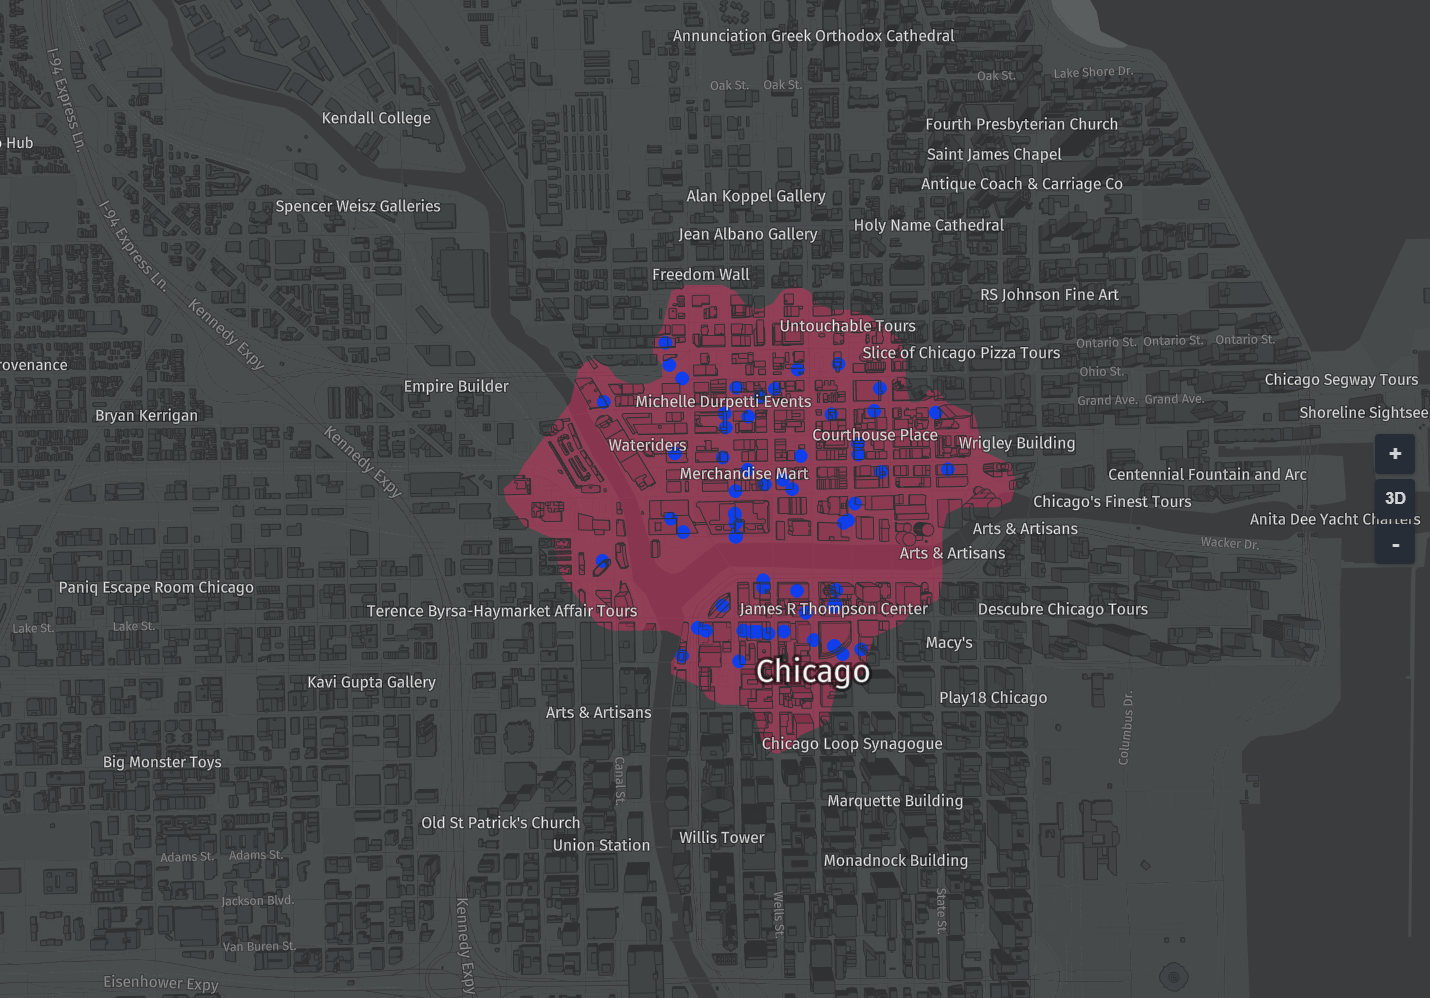 Annunciation Greek Orthodox Cathedral
I-94 Express Ln.
Oak St.
Oak St.
Oak St.
Lake Shore Dr.
Kendall College
Fourth Presbyterian Church
Hub
Saint James Chapel
Antique Coach & Carriage Co
Alan Koppel Gallery
Spencer Weisz Galleries
I-94 Express Ln.
Jean Albano Gallery
Holy Name Cathedral
Freedom Wall
RS Johnson Fine Art
Kennedy Expy
Untouchable Tours
Ontario St.
Ontario St.
Ontario St.
Slice of Chicago Pizza Tours
rovenance
Ohio St.
Empire Builder
Chicago Segway Tours
Michelle Durpetti Events
Grand Ave.
Grand Ave.
Bryan Kerrigan
Shoreline Sightsee
Kennedy Expy
Courthouse Place
Wateriders
Wrigley Building
+
Merchandise Mart
Centennial Fountain and Arc
3D
Chicago's Finest Tours
Anita Dee Yacht Charters
Arts & Artisans
-
Wacker Dr.
Arts & Artisans
Paniq Escape Room Chicago
Terence Byrsa-Haymarket Affair Tours
James R Thompson Center
Descubre Chicago Tours
Lake St.
Lake St.
Macy's
Chicago
Kavi Gupta Gallery
Play18 Chicago
Arts & Artisans
Columbus Dr.
Chicago Loop Synagogue
Big Monster Toys
Canal St.
Marquette Building
Old St Patrick's Church
Willis Tower
Union Station
Adams St.
Adams St.
Monadnock Building
Jackson Blvd.
Wells St.
State St.
Kennedy Expy
Van Buren St.
Eisenhower Expy